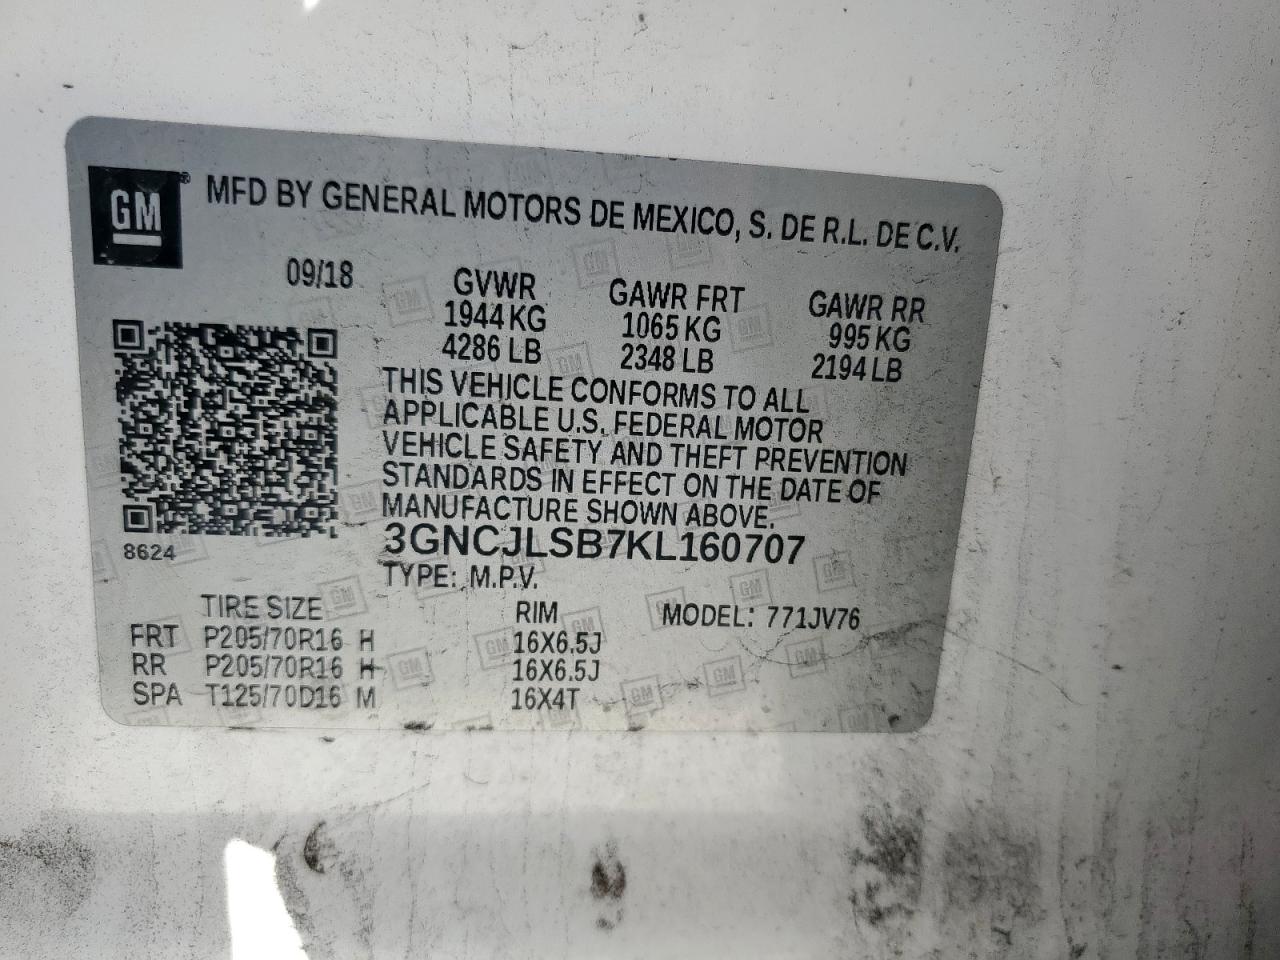 GM ® MFD BY GENERAL MOTORS DE MEXICO, S. DE R.L. DE C.V.
09/18 GVWR GAWR FRT GAWR RR
1944 KG 1065 KG 995 KG
4286 LB 2348 LB 2194 LB
THIS VEHICLE CONFORMS TO ALL
APPLICABLE U.S. FEDERAL MOTOR
VEHICLE SAFETY AND THEFT PREVENTION
STANDARDS IN EFFECT ON THE DATE OF
MANUFACTURE SHOWN ABOVE.
8624 3GNCJLSB7KL160707
TYPE: M.P.V.
TIRE SIZE RIM MODEL: 771JV76
FRT P205/70R16 H 16X6.5J
RR P205/70R16 H 16X6.5J
SPA T125/70D16 M 16X4T